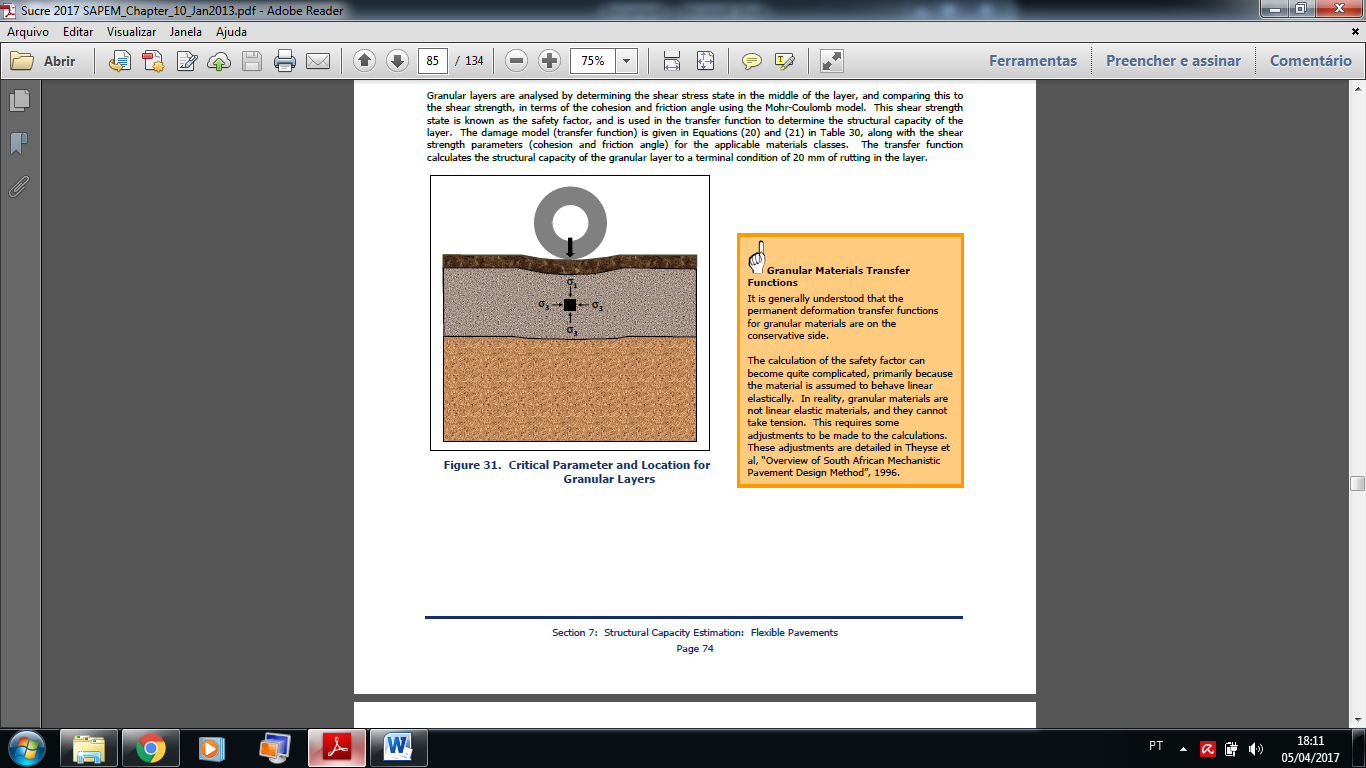 Sucre 2017 SAPEM_Chapter_10_Jan2013.pdf - Adobe Reader
Arquivo Editar Visualizar Janela Ajuda
Abrir 85 / 134 75% Ferramentas Preencher e assinar Comentário
Granular layers are analysed by determining the shear stress state in the middle of the layer, and comparing this to
the shear strength, in terms of the cohesion and friction angle using the Mohr-Coulomb model. This shear strength
state is known as the safety factor, and is used in the transfer function to determine the structural capacity of the
layer. The damage model (transfer function) is given in Equations (20) and (21) in Table 30, along with the shear
strength parameters (cohesion and friction angle) for the applicable materials classes. The transfer function
calculates the structural capacity of the granular layer to a terminal condition of 20 mm of rutting in the layer.
σ1
σ3 σ3
σ3
Figure 31. Critical Parameter and Location for
Granular Layers
Granular Materials Transfer
Functions
It is generally understood that the
permanent deformation transfer functions
for granular materials are on the
conservative side.
The calculation of the safety factor can
become quite complicated, primarily because
the material is assumed to behave linear
elastically. In reality, granular materials are
not linear elastic materials, and they cannot
take tension. This requires some
adjustments to be made to the calculations.
These adjustments are detailed in Theyse et
al, "Overview of South African Mechanistic
Pavement Design Method", 1996.
Section 7: Structural Capacity Estimation: Flexible Pavements
Page 74
PT 18:11
05/04/2017